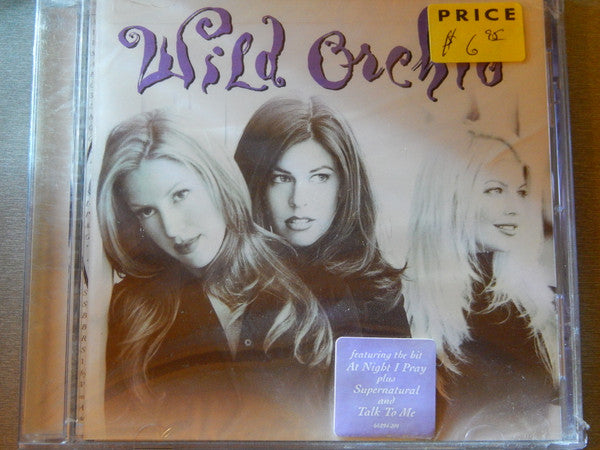 Wild Orchid
PRICE
$ 6 95
featuring the hit
At Night I Pray
plus
Supernatural
and
Talk To Me